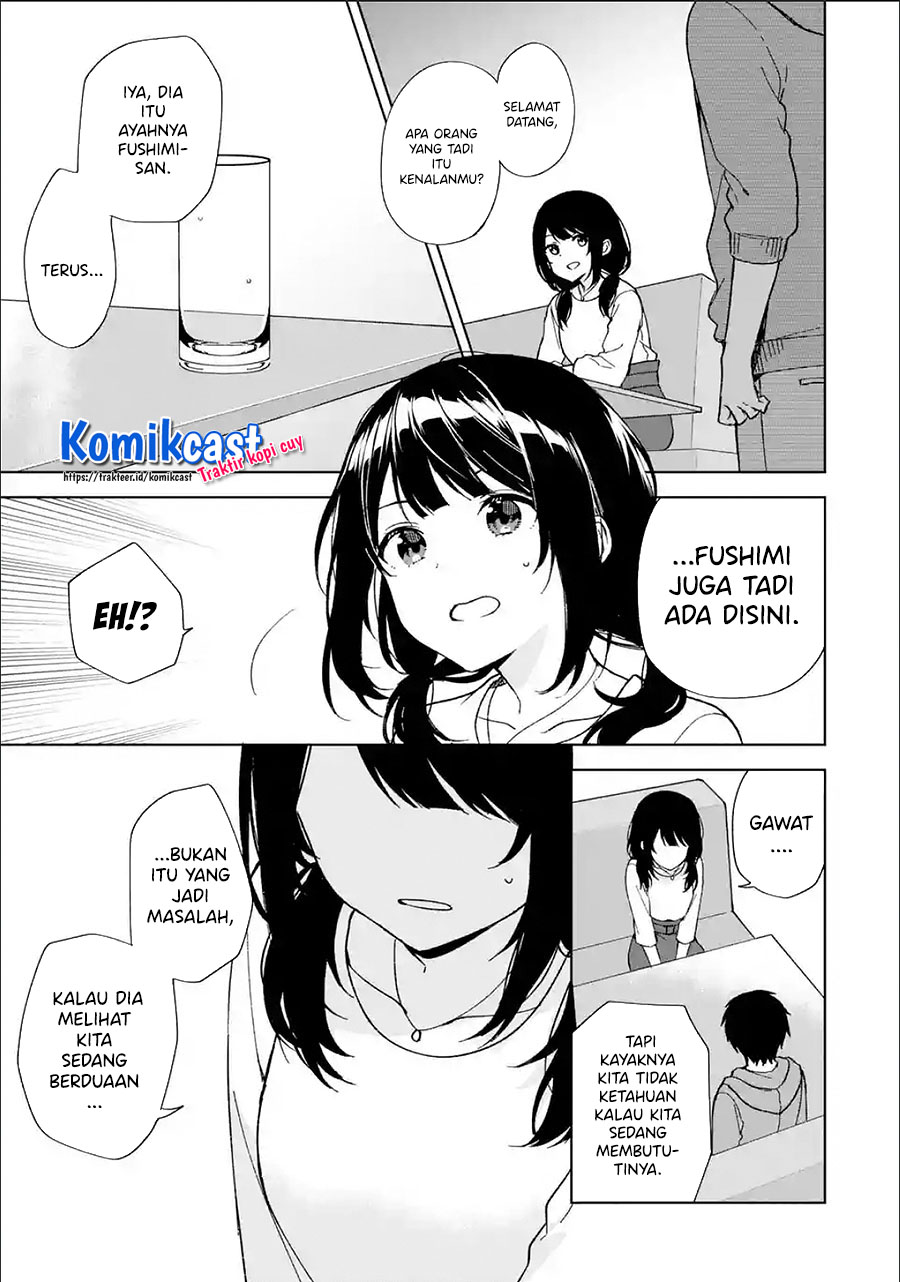 SELAMAT
DATANG,
APA ORANG
YANG TADI
ITU
KENALANMU?
IYA, DIA
ITU
AYAHNYA
FUSHIMI-
SAN.
TERUS...
Komikcast
Traktir kopi cuy
https://trakteer.id/komikcast
...FUSHIMI
JUGA TADI
ADA DISINI.
EH!?
GAWAT
....
TAPI
KAYAKNYA
KITA TIDAK
KETAHUAN
KALAU KITA
SEDANG
MEMBUTU-
TINYA.
...BUKAN
ITU YANG
JADI
MASALAH,
KALAU DIA
MELIHAT
KITA
SEDANG
BERDUAAN
...